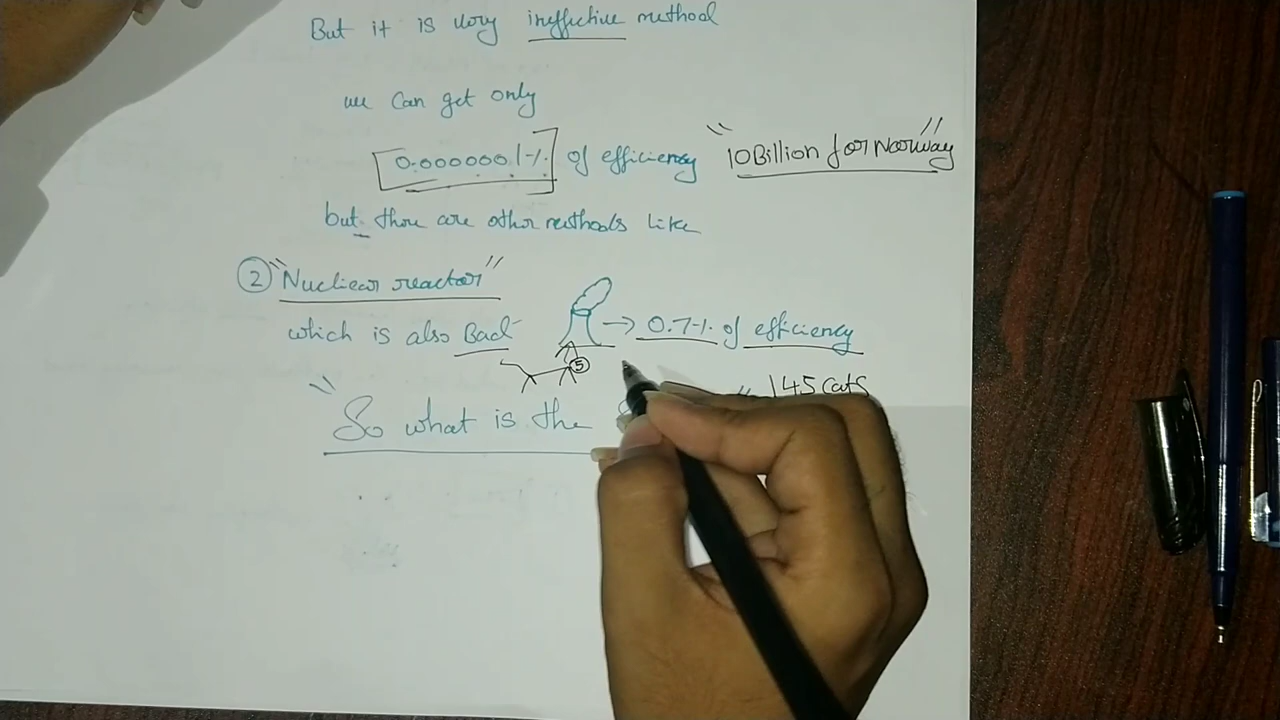 But it is very ineffective method
we can get only
0.0000001% of efficiency "10Billion for Norway"
but there are other methods like
② "Nuclear reactor"
which is also Bad → 0.7% of efficiency
5
145 cats
"So what is the